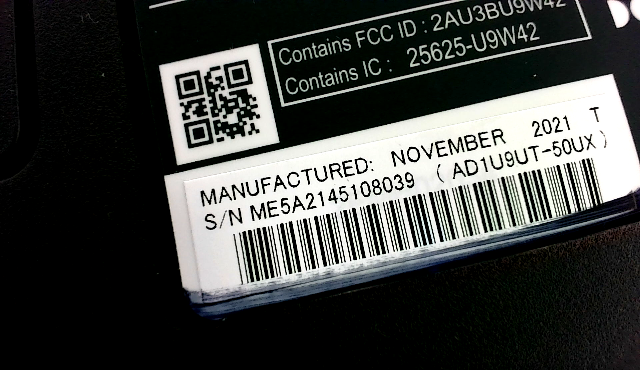 Contains FCC ID : 2AU3BU9W42
Contains IC : 25625-U9W42
MANUFACTURED: NOVEMBER 2021 T
S/N ME5A2145108039 ( AD1U9UT-50UX )